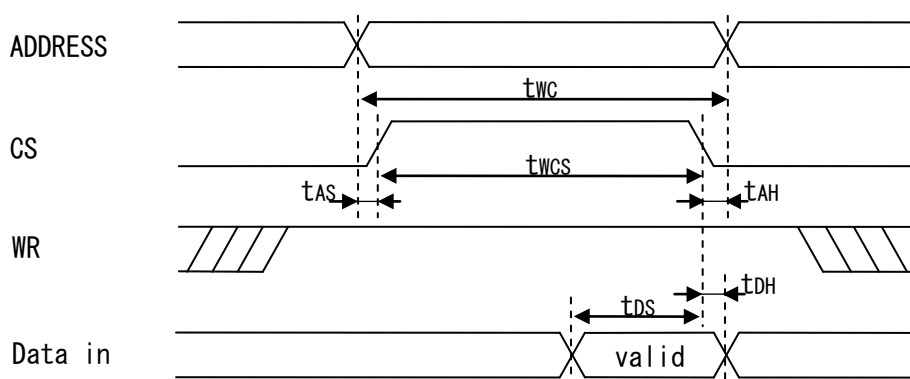 ADDRESS
tWC
CS
tWCS
tAS
tAH
WR
tDH
tDS
Data in
valid